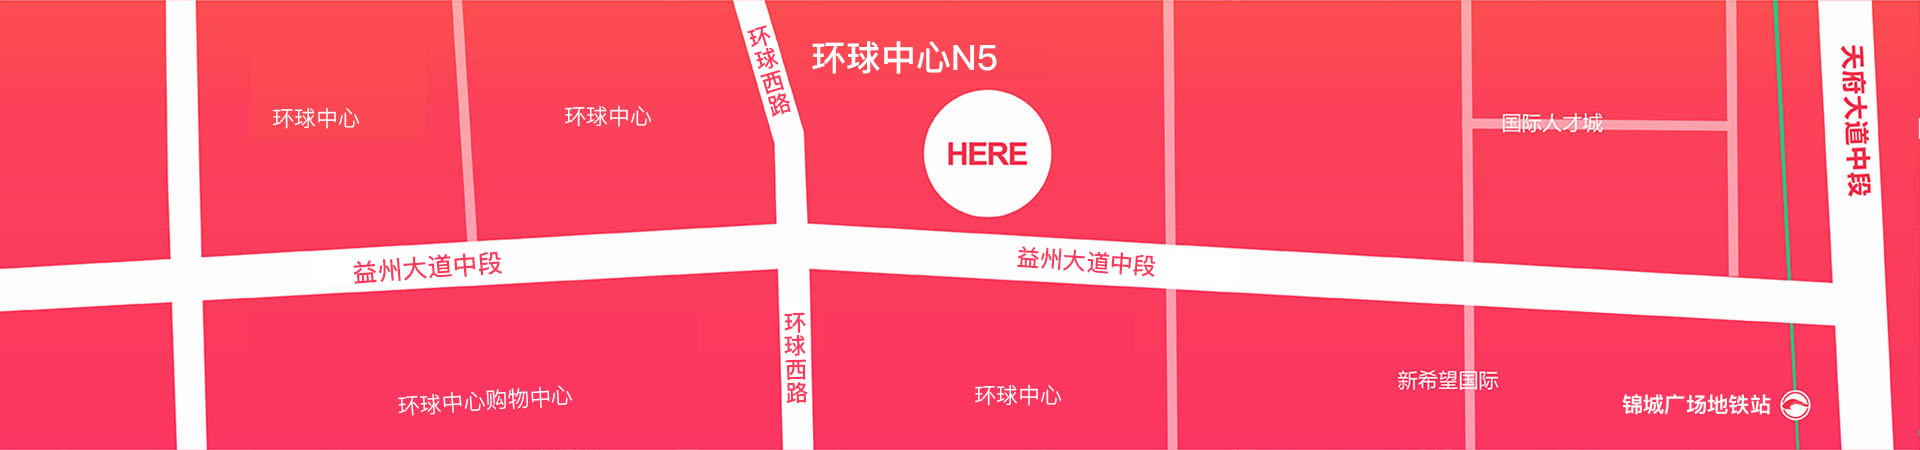 环球西路
环球中心N5
天府大道中段
环球中心
环球中心
HERE
国际人才城
益州大道中段
益州大道中段
环球西路
环球中心购物中心
环球中心
新希望国际
锦城广场地铁站